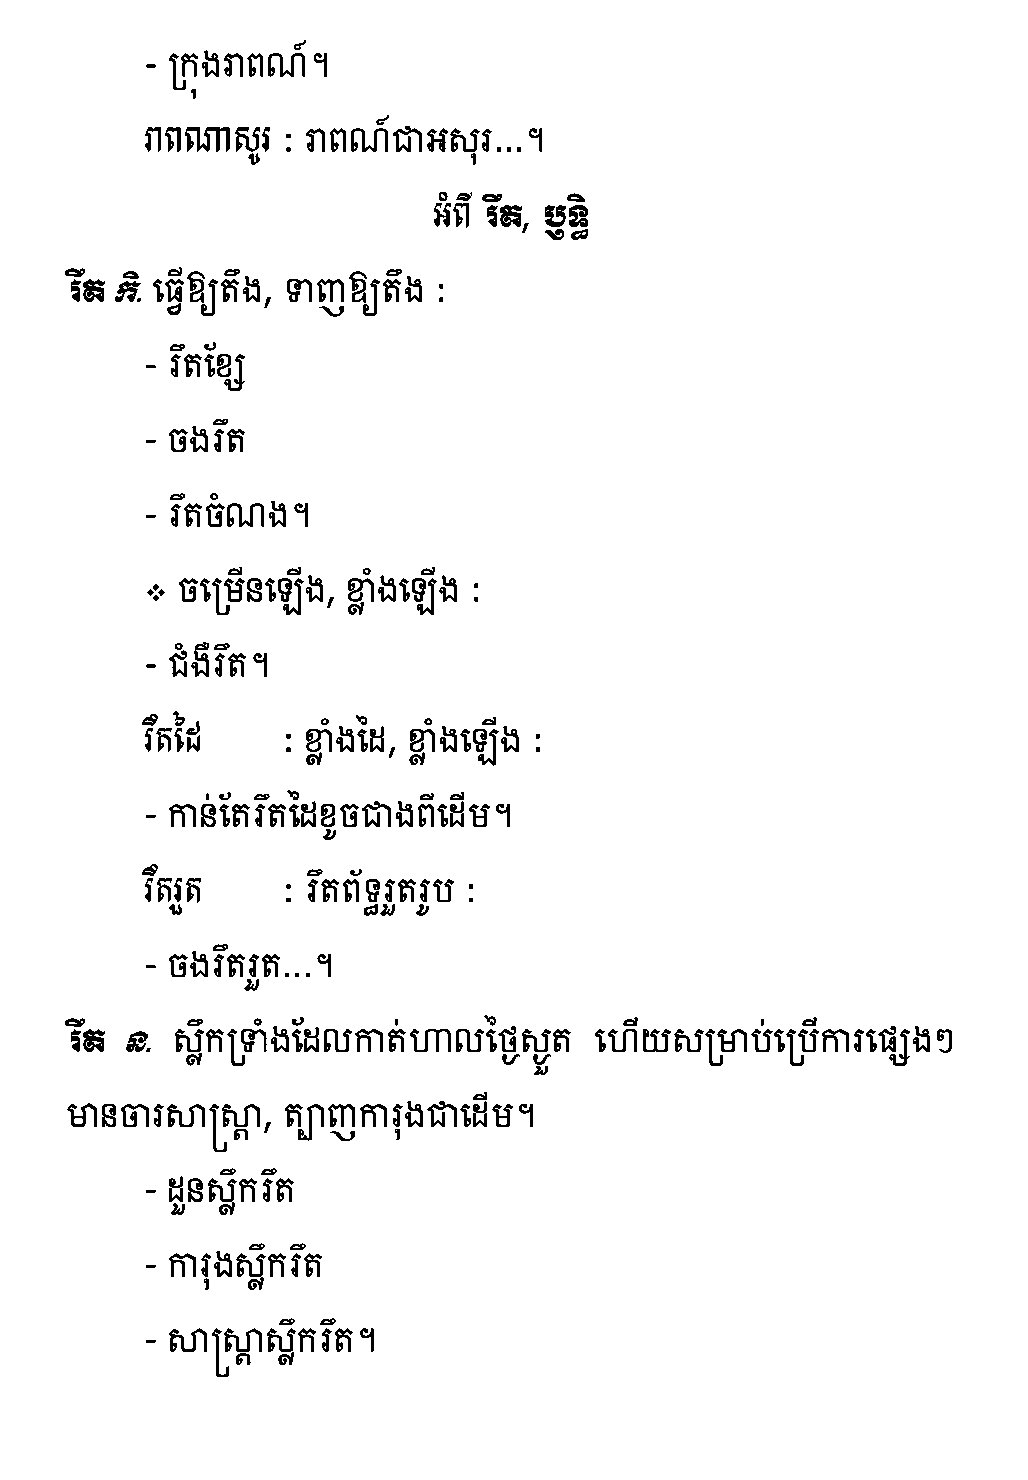 - ក្រុងរាពណ៍។
រាពណាសូរ : រាពណ៍ជាអសុរ...។
អំពី រឹត, ឫទ្ធិ
រឹត កិ. ធ្វើឱ្យតឹង, ទាញឱ្យតឹង :
- រឹតខ្សែ
- ចងរឹត
- រឹតចំណង។
❖ ចម្រើនឡើង, ខ្លាំងឡើង :
- ជំងឺរឹត។
រឹតដៃ : ខ្លាំងដៃ, ខ្លាំងឡើង :
- កាន់តែរឹតដៃខូចជាងពីដើម។
រឹតរួត : រឹតព័ទ្ធរួតរូប :
- ចងរឹតរួត...។
រឹត ន. ស្លឹកទ្រាំងដែលកាត់ហាលថ្ងៃស្ងួត ហើយសម្រាប់ប្រើការផ្សេងៗ
មានចារសាស្ត្រា, ត្បាញការុងជាដើម។
- ដួនស្លឹករឹត
- ការុងស្លឹករឹត
- សាស្ត្រាស្លឹករឹត។